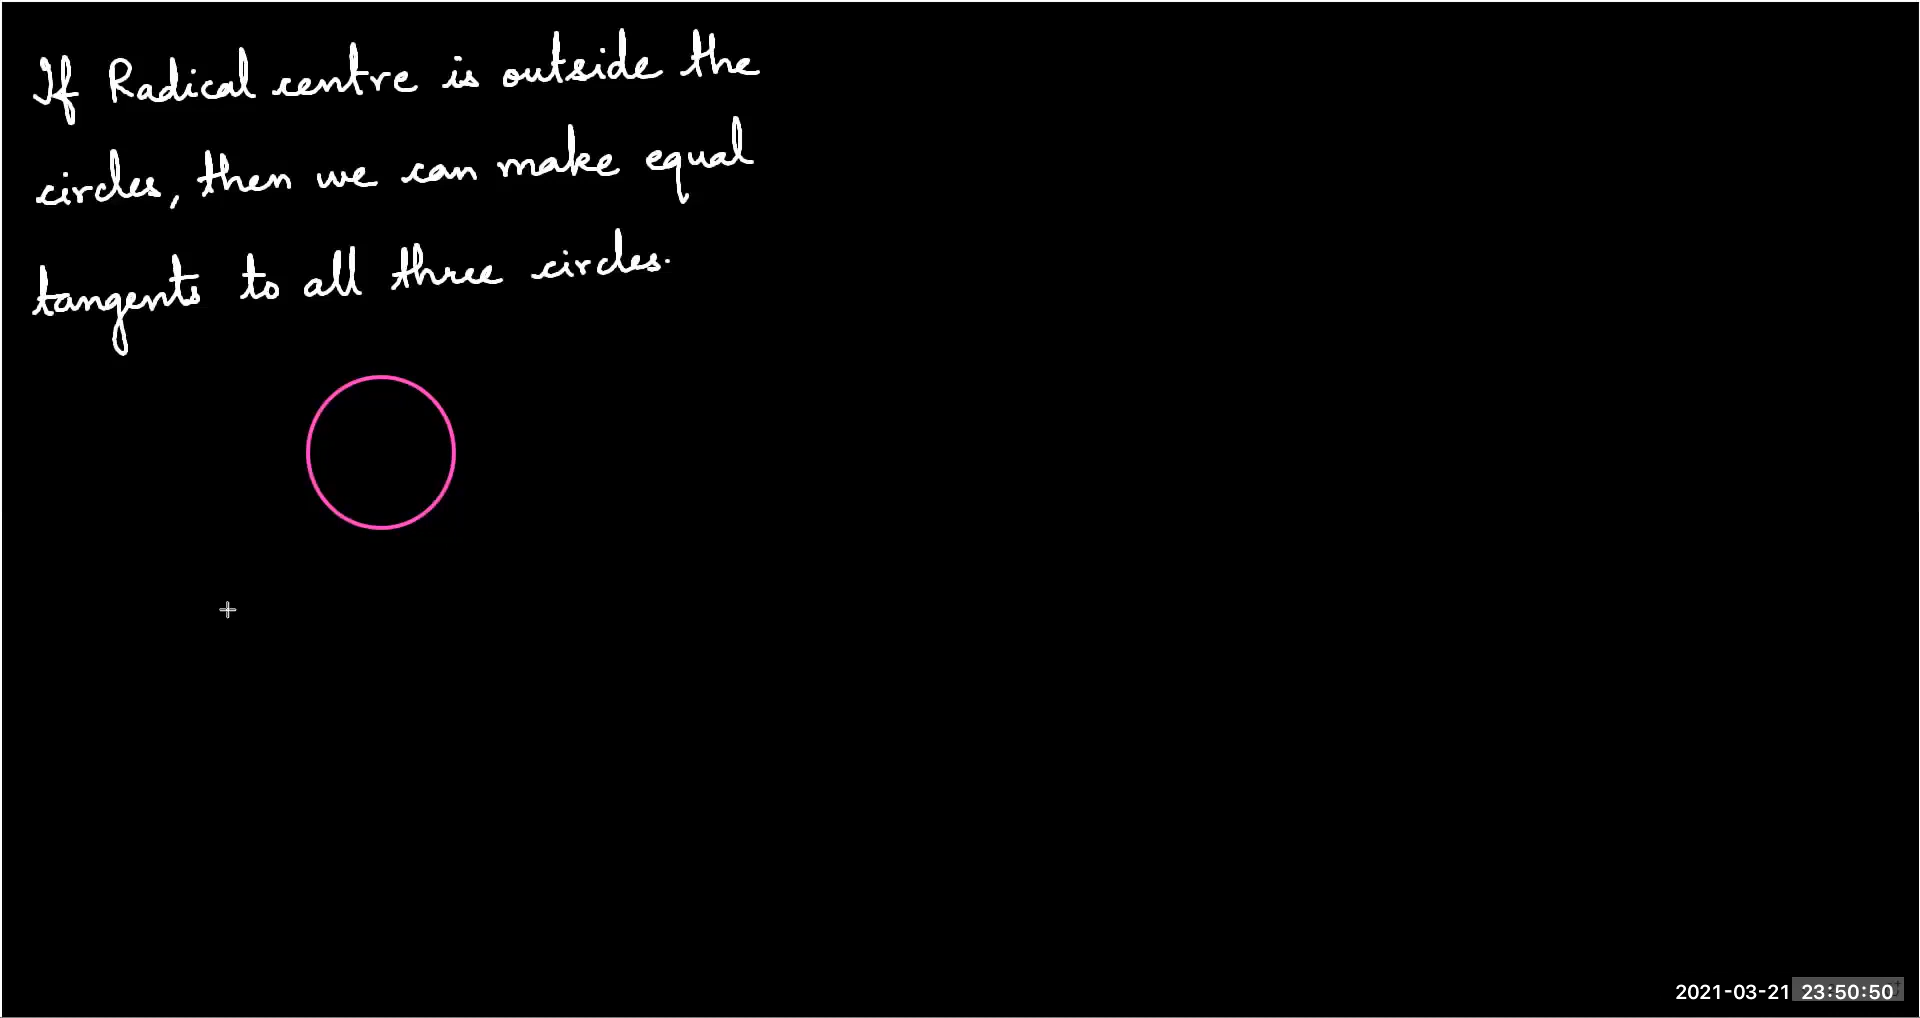 If Radical centre is outside the
circles, then we can make equal
tangents to all three circles.
2021-03-21 23:50:50